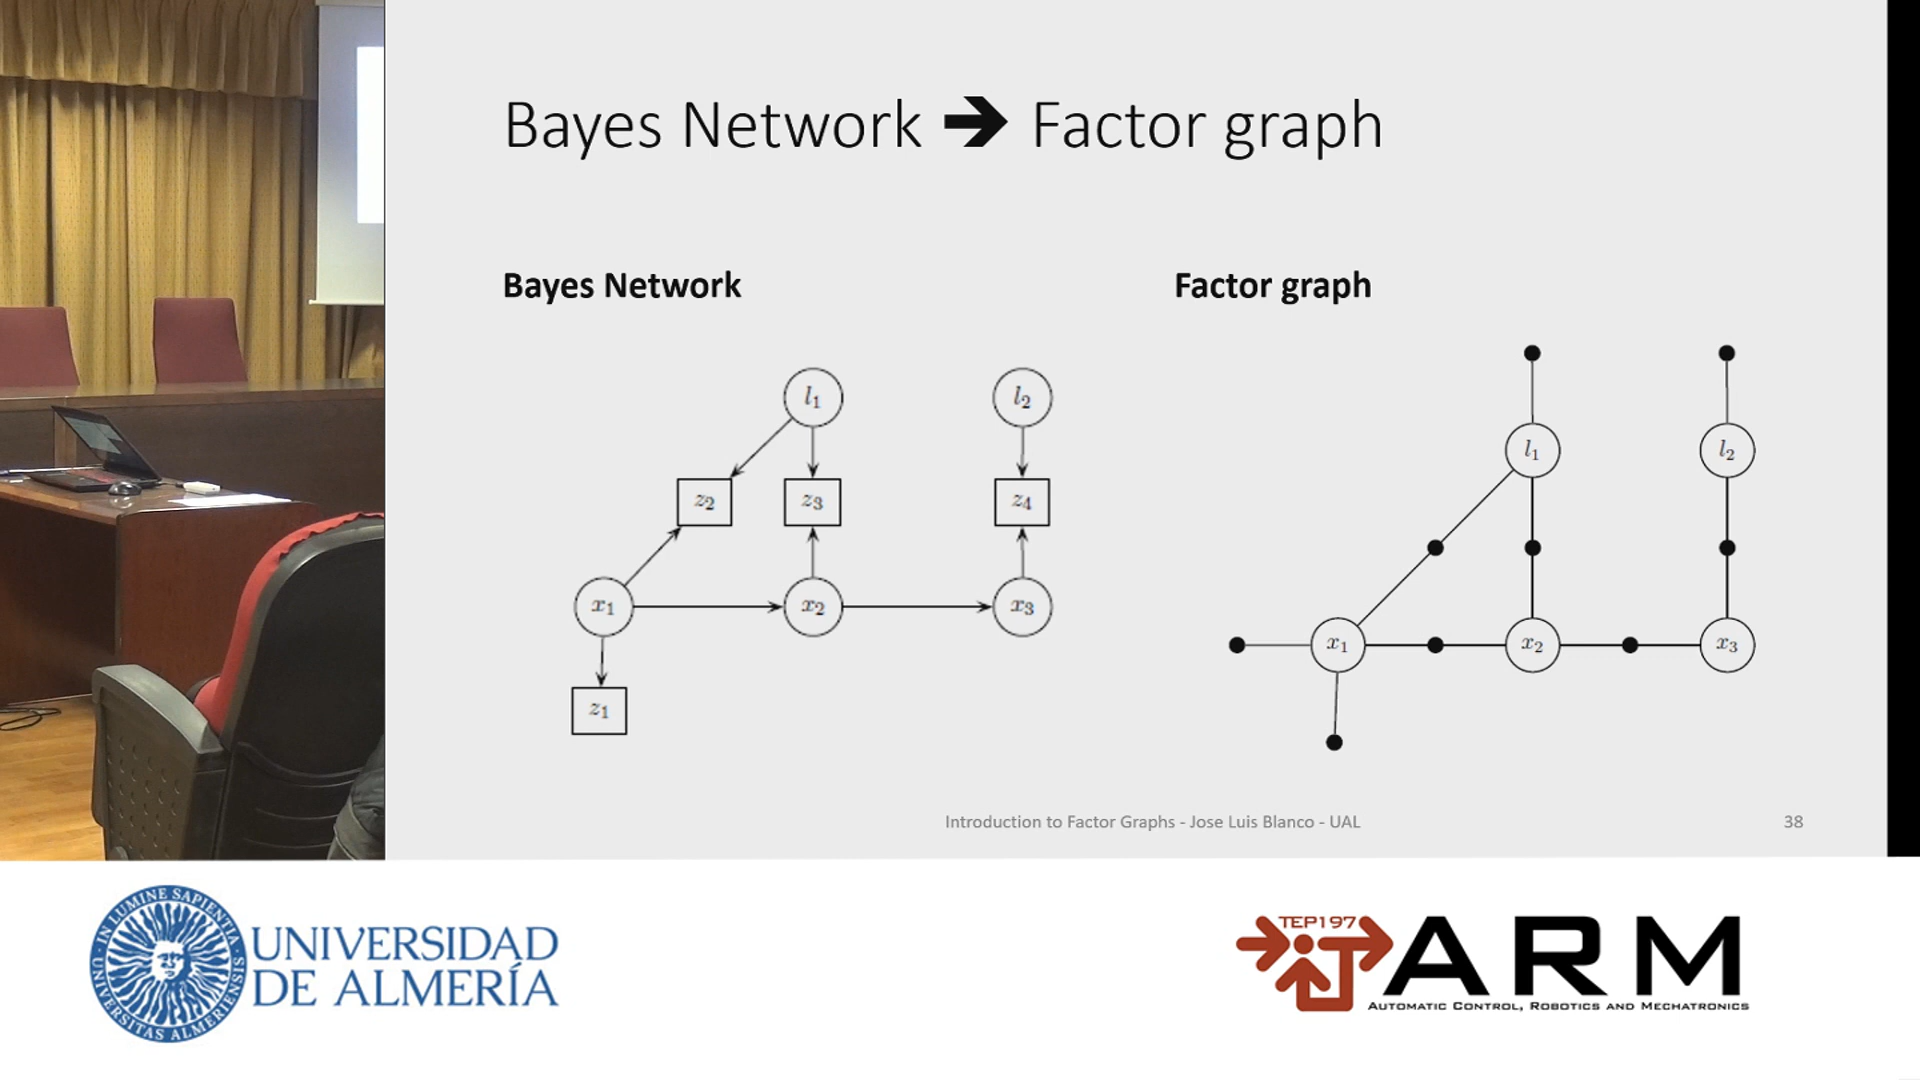 Bayes Network ➔ Factor graph
Bayes Network
Factor graph
l₁
l₂
z₂
z₃
z₄
x₁
x₂
x₃
z₁
l₁
l₂
x₁
x₂
x₃
Introduction to Factor Graphs - Jose Luis Blanco - UAL
38
IN LUMINE SAPIENTIA
UNIVERSITAS ALMERIENSIS
UNIVERSIDAD
DE ALMERÍA
TEP197
ARM
AUTOMATIC CONTROL, ROBOTICS AND MECHATRONICS